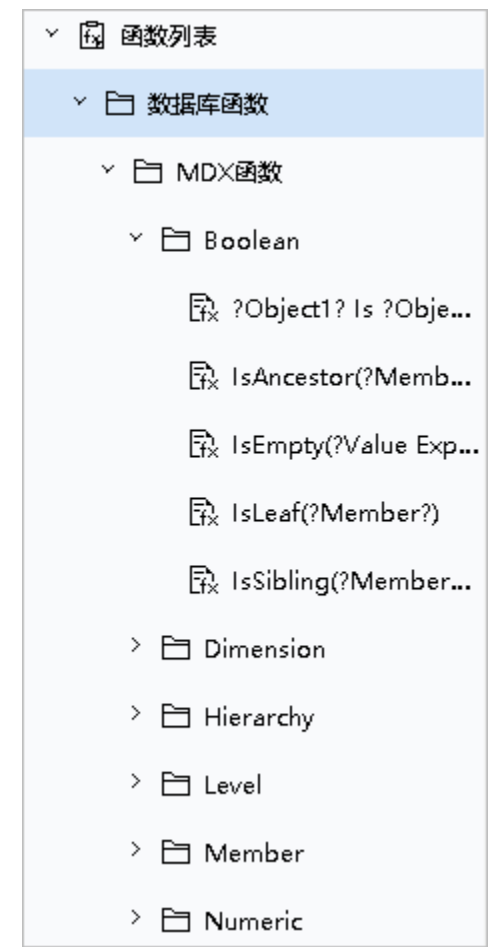 函数列表
数据库函数
MDX函数
Boolean
?Object1? Is ?Obje...
IsAncestor(?Memb...
IsEmpty(?Value Exp...
IsLeaf(?Member?)
IsSibling(?Member...
Dimension
Hierarchy
Level
Member
Numeric